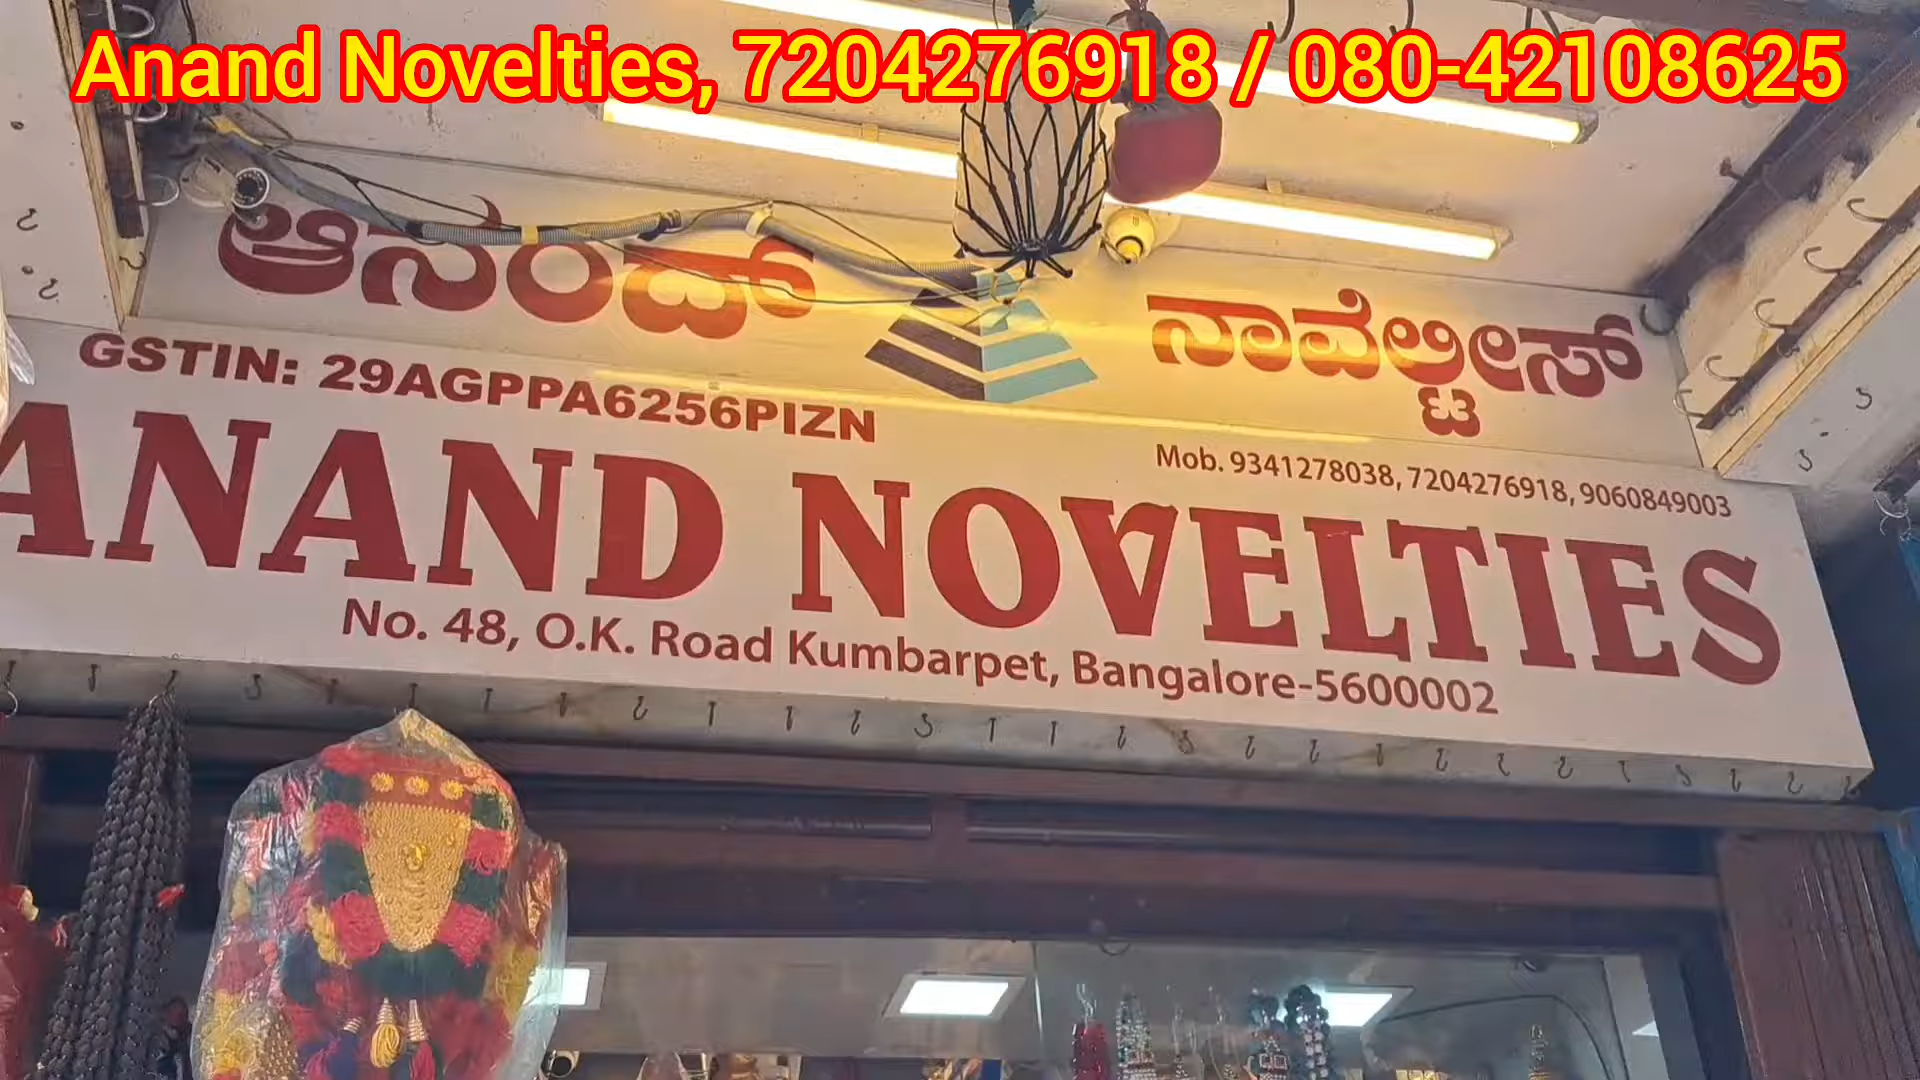 Anand Novelties, 7204276918 / 080-42108625
ಆನಂದ್ ನಾವೆಲ್ಟೀಸ್
GSTIN: 29AGPPA6256PIZN
Mob. 9341278038, 7204276918, 9060849003
ANAND NOVELTIES
No. 48, O.K. Road Kumbarpet, Bangalore-5600002